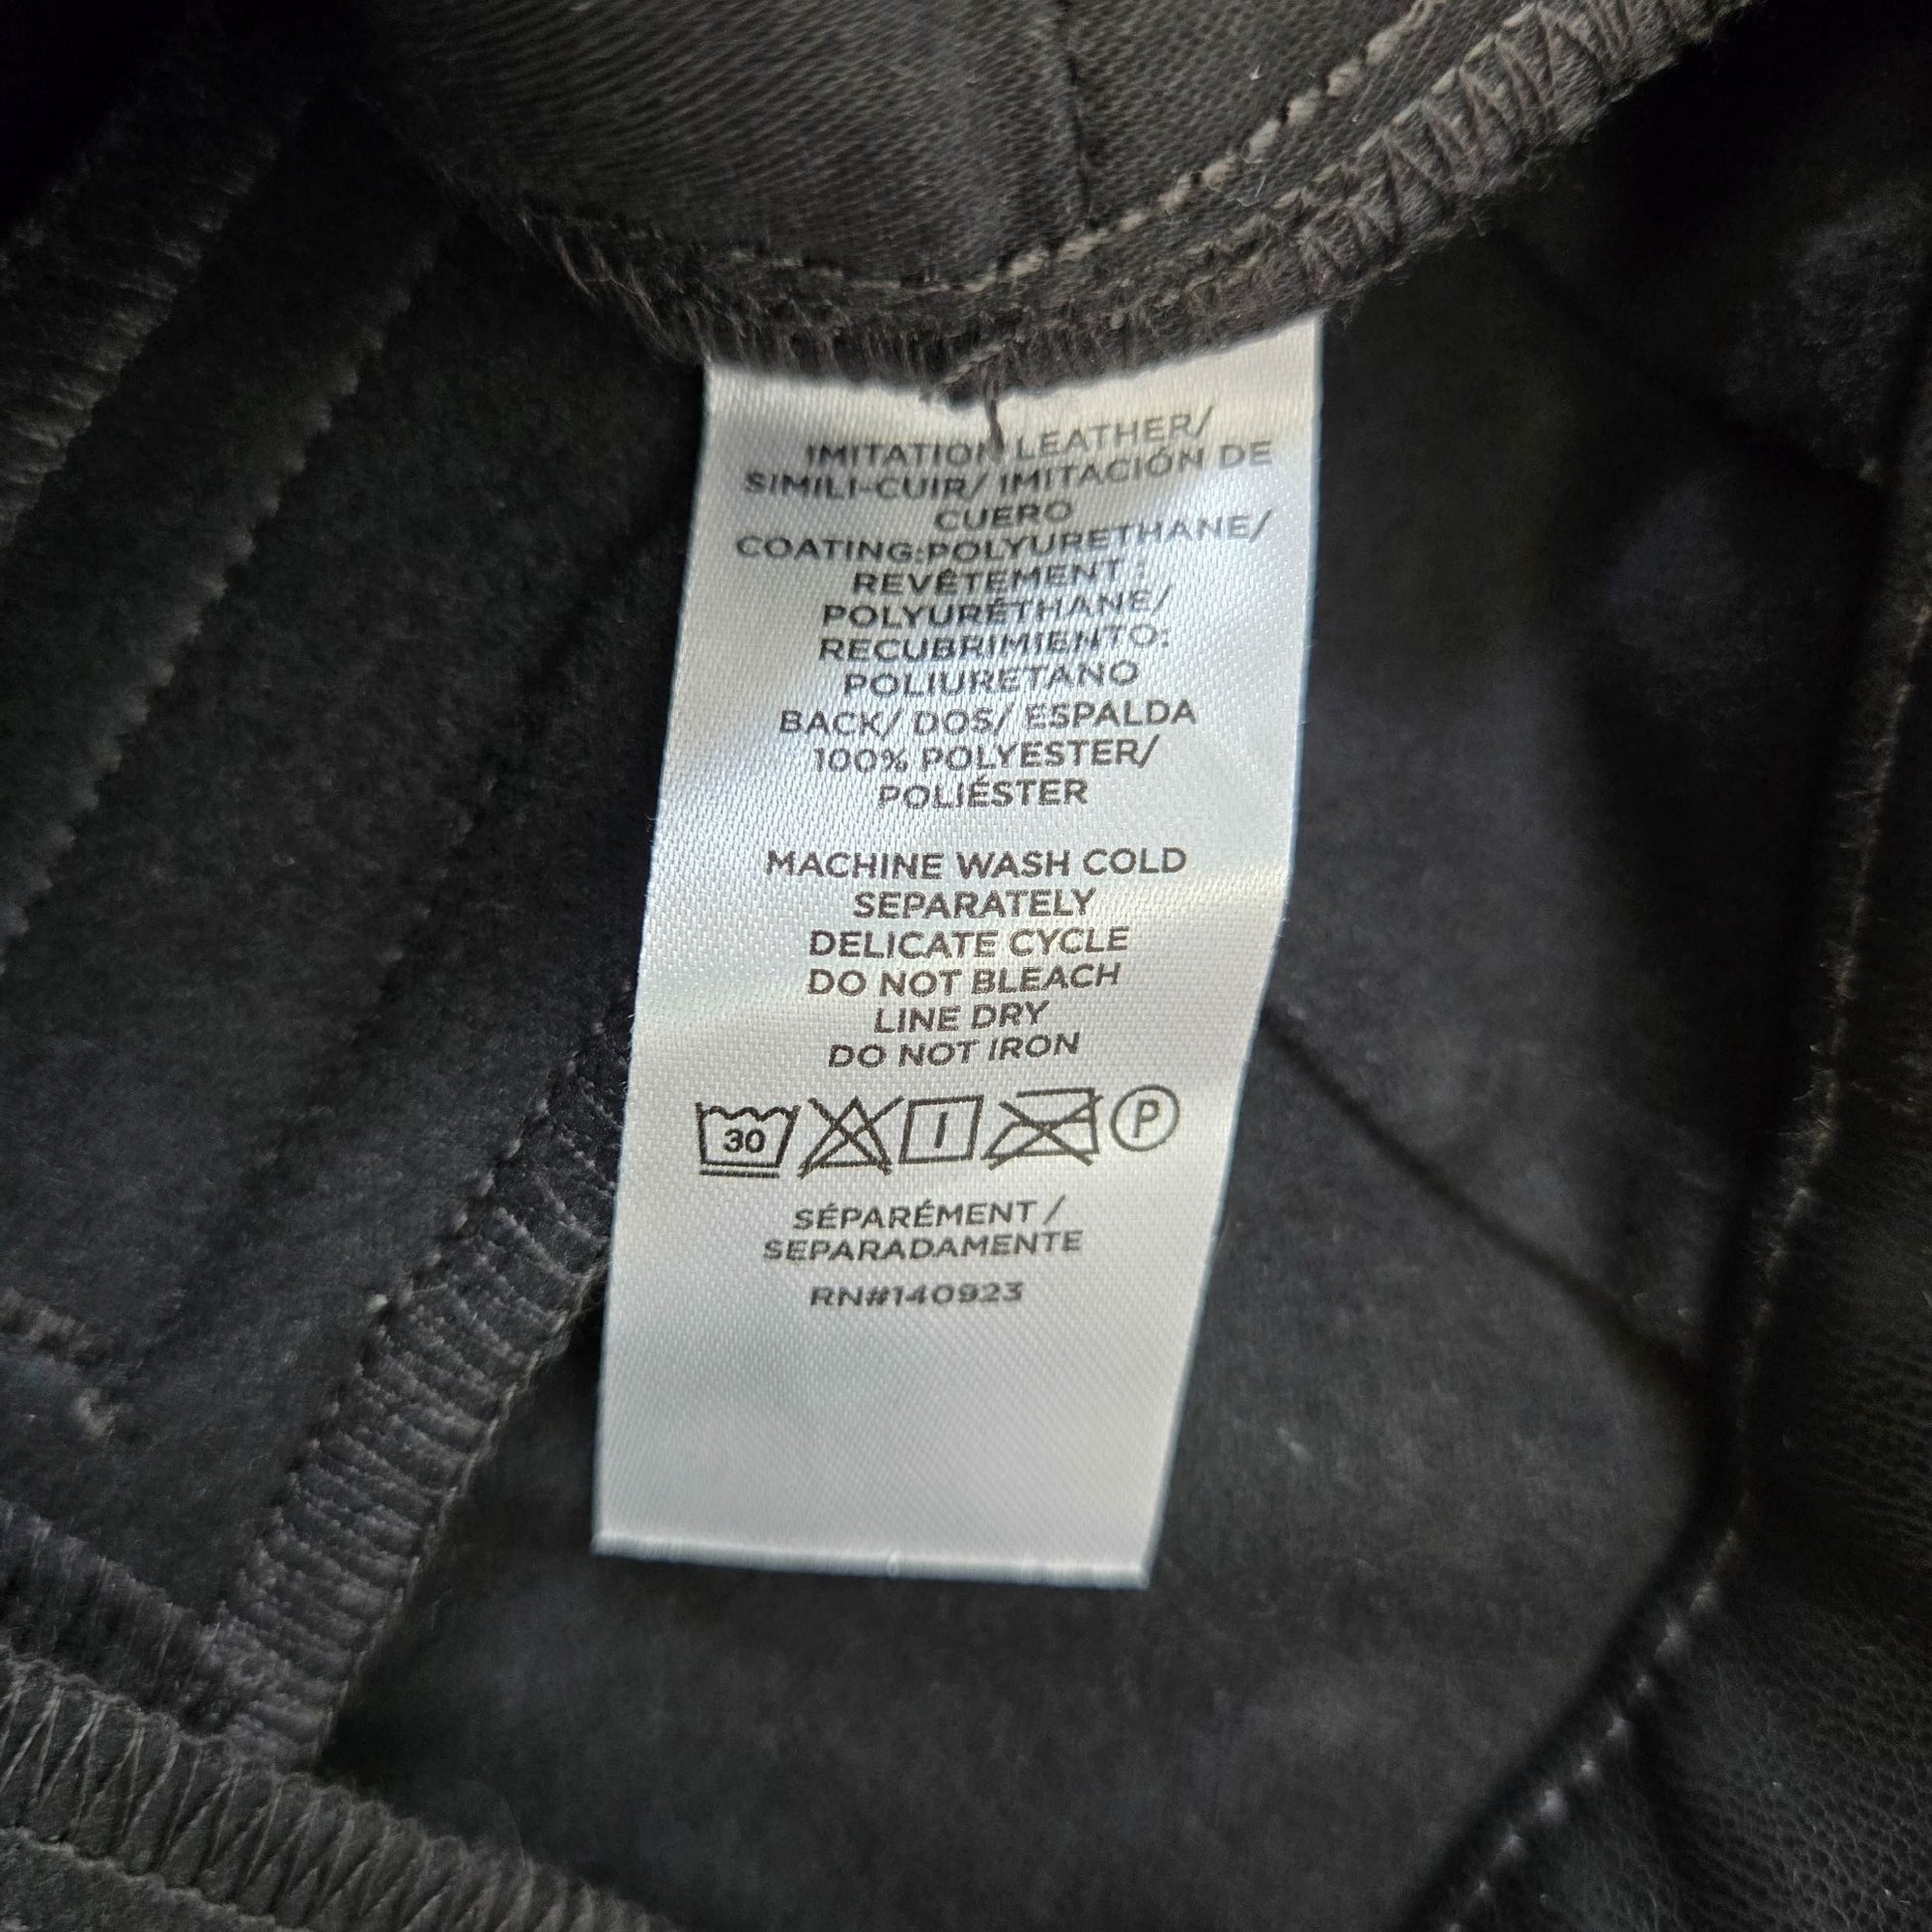 IMITATION LEATHER/
SIMILI-CUIR/ IMITACIÓN DE
CUERO
COATING:POLYURETHANE/
REVÊTEMENT :
POLYURÉTHANE/
RECUBRIMIENTO:
POLIURETANO
BACK/ DOS/ ESPALDA
100% POLYESTER/
POLIÉSTER
MACHINE WASH COLD
SEPARATELY
DELICATE CYCLE
DO NOT BLEACH
LINE DRY
DO NOT IRON
30 P
SÉPARÉMENT /
SEPARADAMENTE
RN#140923